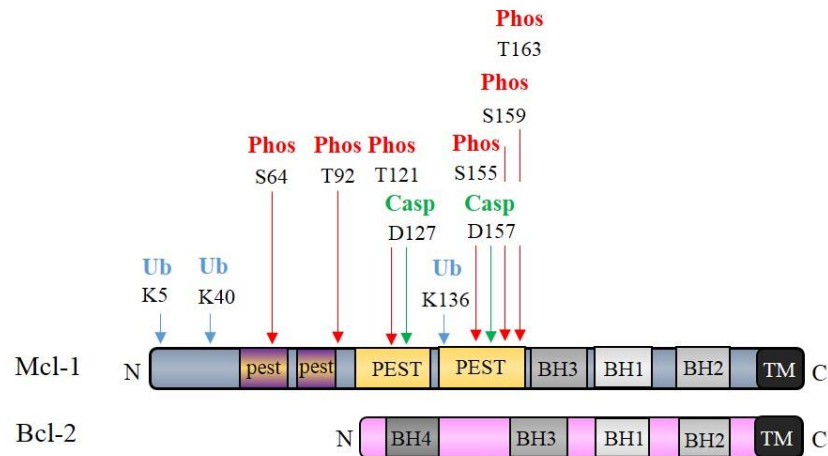 Phos
T163
Phos
S159
Phos Phos Phos Phos
S64 T92 T121 S155
Casp Casp
D127 D157
Ub Ub Ub
K5 K40 K136
Mcl-1 N pest pest PEST PEST BH3 BH1 BH2 TM C
Bcl-2 N BH4 BH3 BH1 BH2 TM C